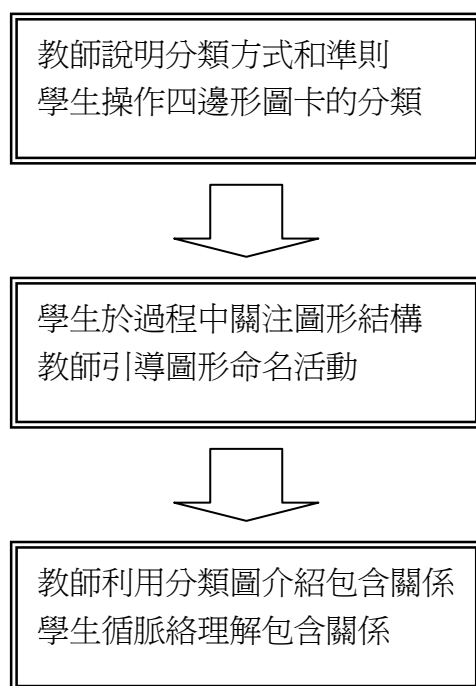 教師說明分類方式和準則
學生操作四邊形圖卡的分類
學生於過程中關注圖形結構
教師引導圖形命名活動
教師利用分類圖介紹包含關係
學生循脈絡理解包含關係